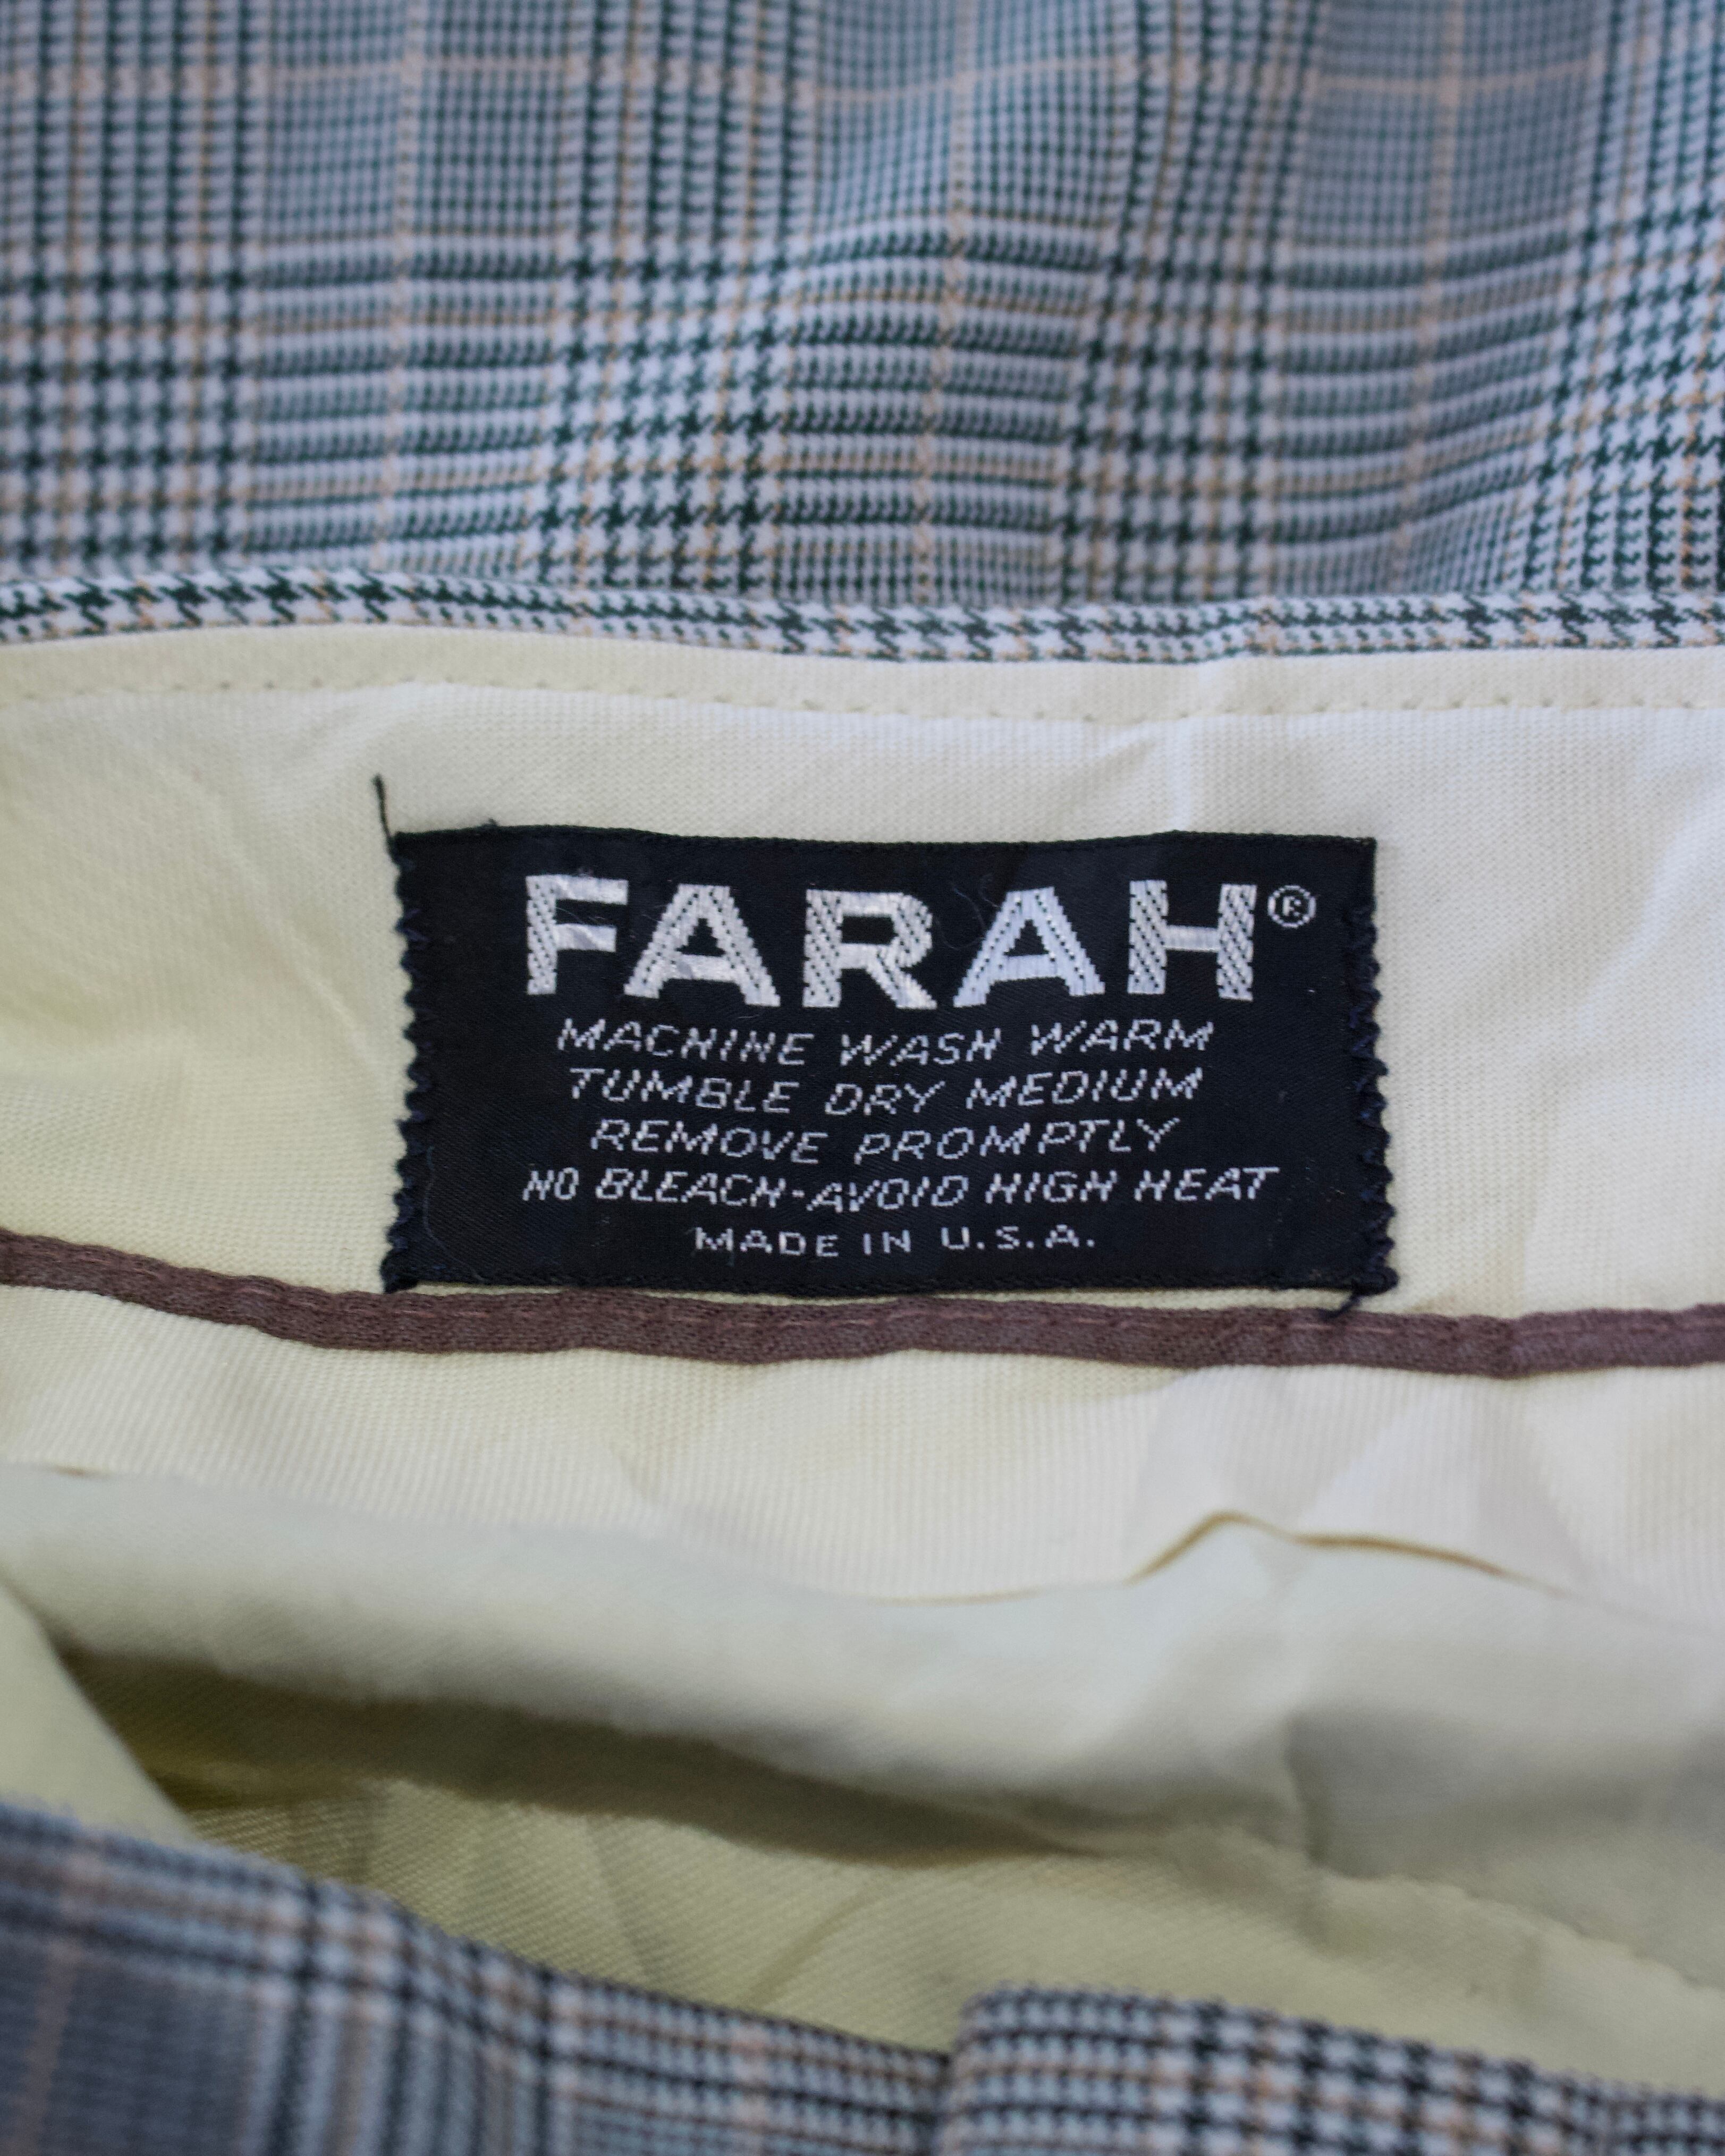 FARAH®
MACHINE WASH WARM
TUMBLE DRY MEDIUM
REMOVE PROMPTLY
NO BLEACH-AVOID HIGH HEAT
MADE IN U.S.A.